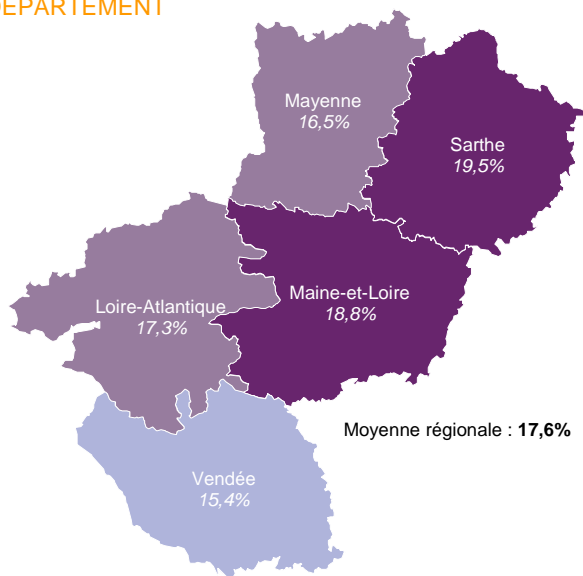 DÉPARTEMENT
Mayenne
16,5%
Sarthe
19,5%
Loire-Atlantique
17,3%
Maine-et-Loire
18,8%
Moyenne régionale : 17,6%
Vendée
15,4%